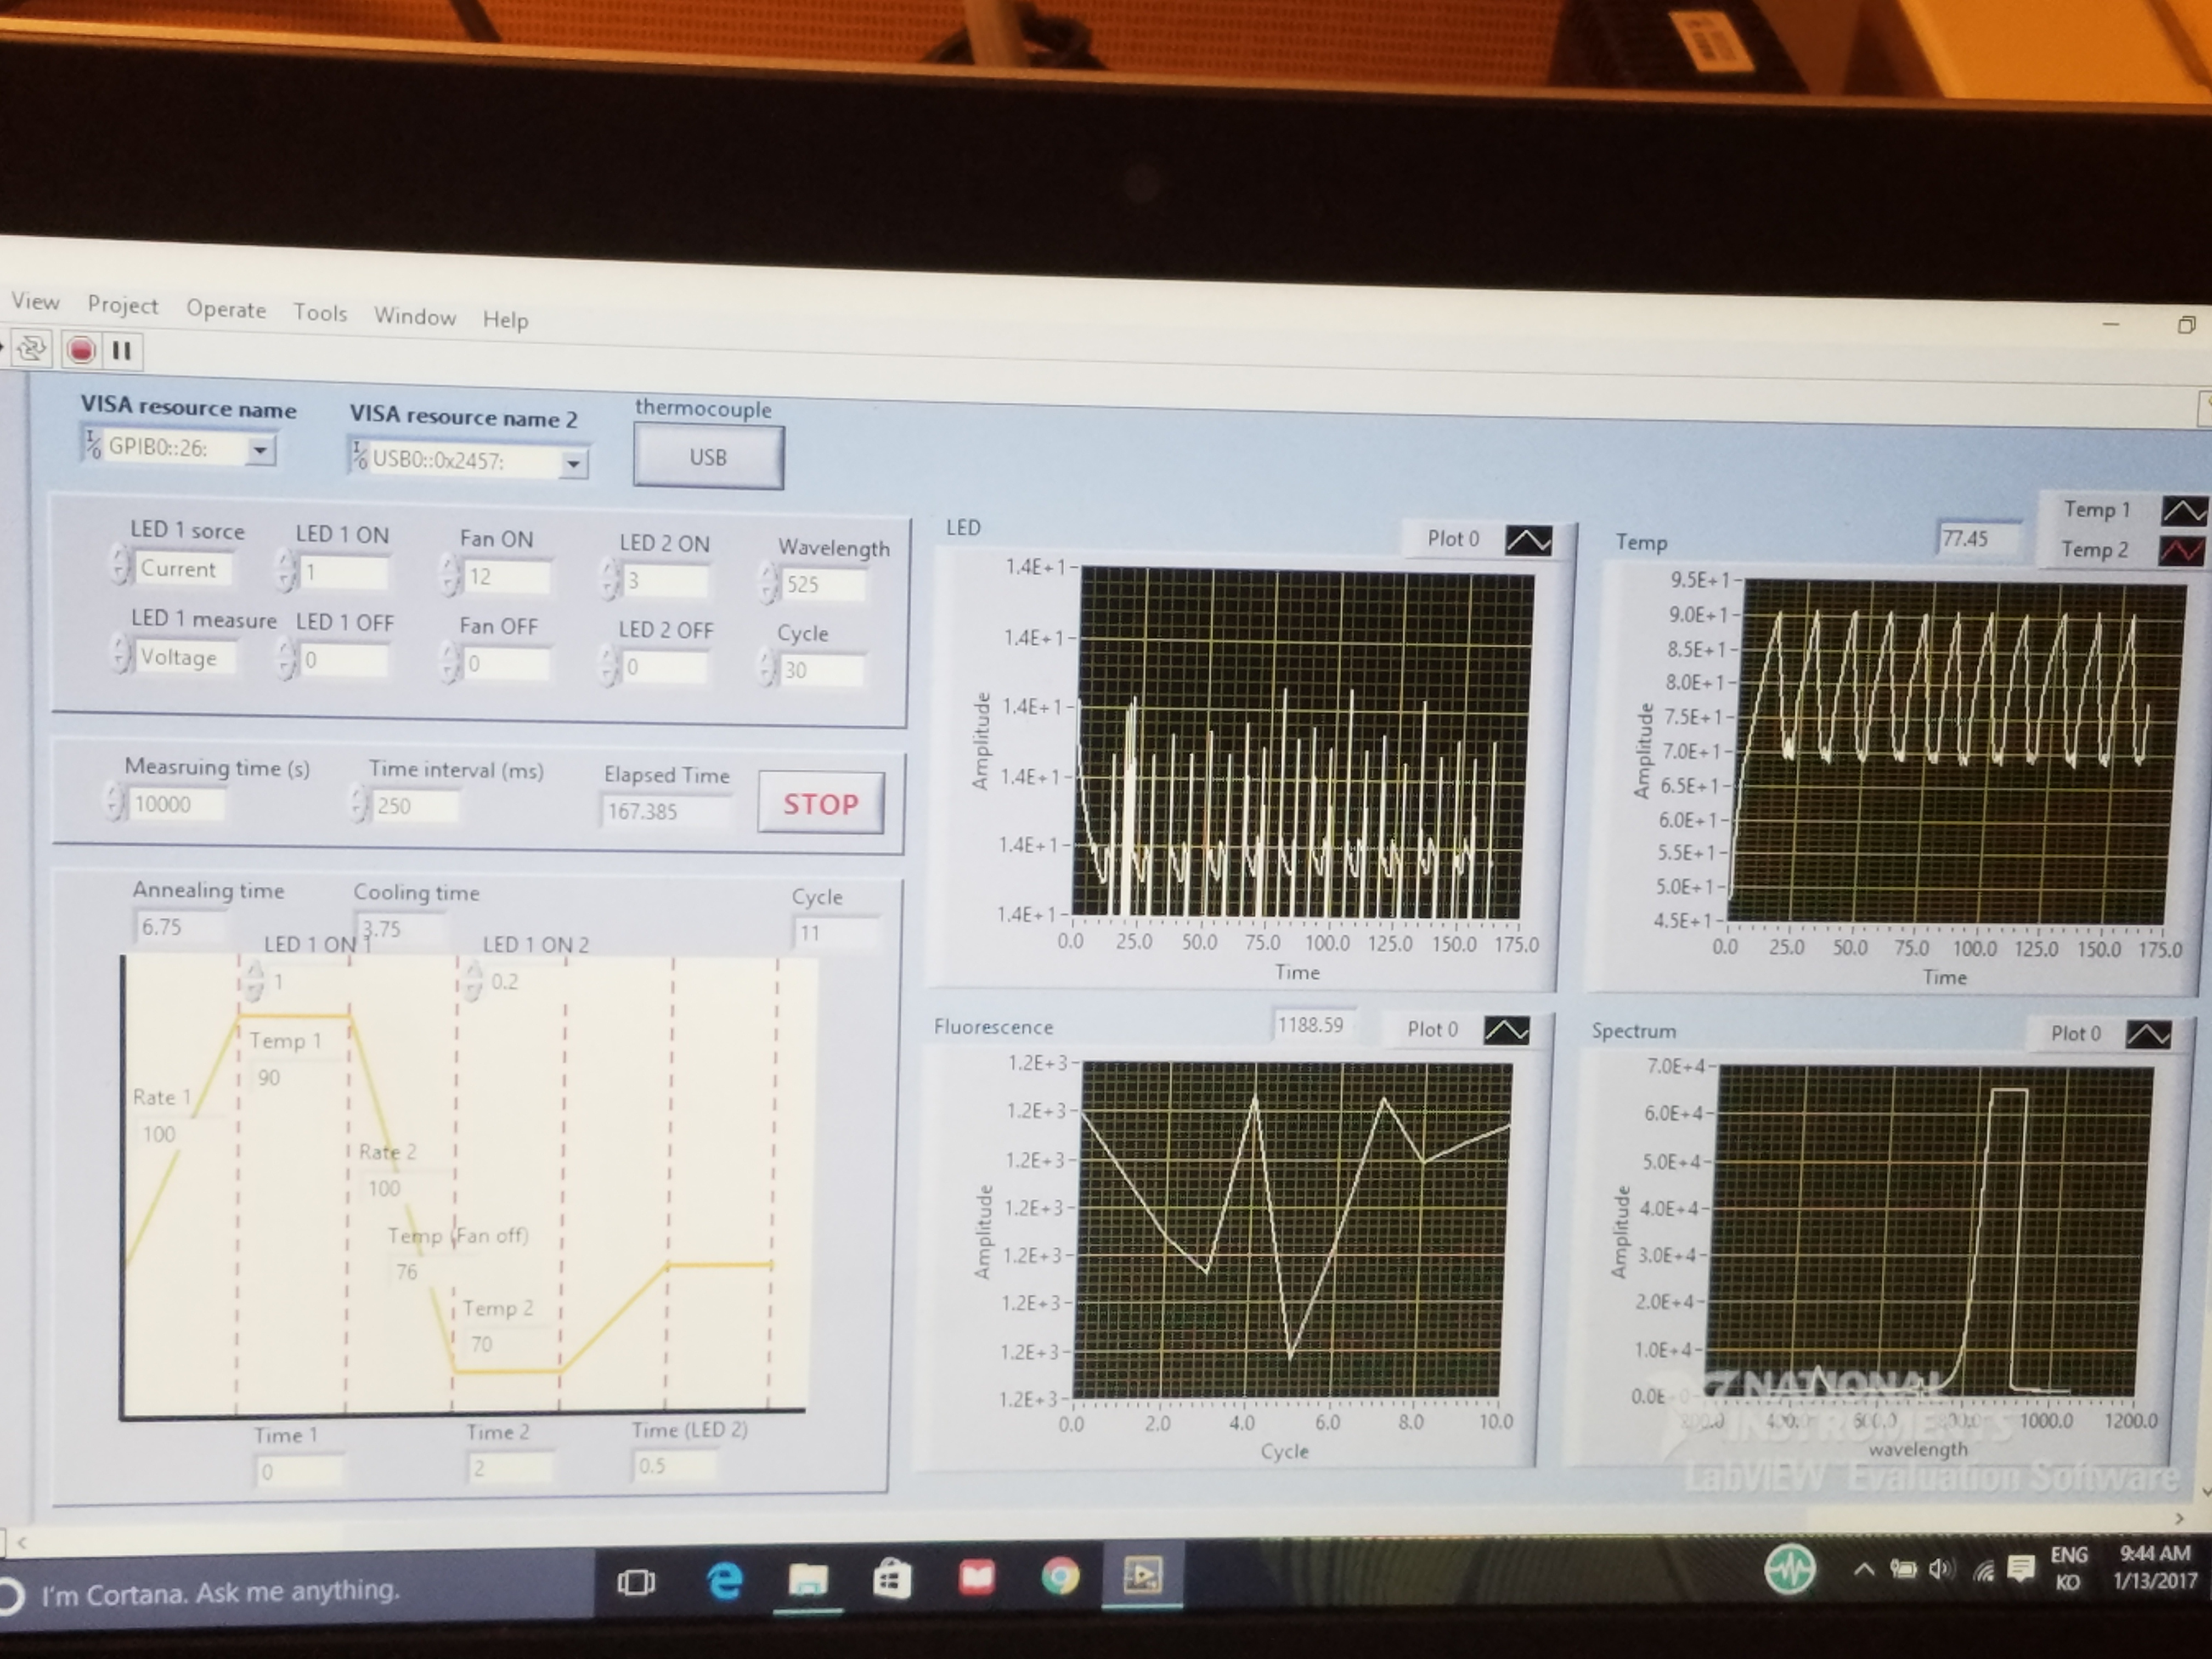 View Project Operate Tools Window Help
VISA resource name
GPIB0::26:
VISA resource name 2
USB0::0x2457:
thermocouple
USB
LED 1 sorce
Current
LED 1 ON
1
Fan ON
12
LED 2 ON
3
Wavelength
525
LED 1 measure
Voltage
LED 1 OFF
0
Fan OFF
0
LED 2 OFF
0
Cycle
30
Measruing time (s)
10000
Time interval (ms)
250
Elapsed Time
167.385
STOP
Annealing time
6.75
Cooling time
3.75
Cycle
11
LED 1 ON 1
1
LED 1 ON 2
0.2
Temp 1
90
Rate 1
100
Rate 2
100
Temp (Fan off)
76
Temp 2
70
Time 1
0
Time 2
2
Time (LED 2)
0.5
LED
Plot 0
1.4E+1
1.4E+1
1.4E+1
1.4E+1
1.4E+1
1.4E+1
Amplitude
0.0 25.0 50.0 75.0 100.0 125.0 150.0 175.0
Time
Temp
77.45
Temp 1
Temp 2
9.5E+1
9.0E+1
8.5E+1
8.0E+1
7.5E+1
7.0E+1
6.5E+1
6.0E+1
5.5E+1
5.0E+1
4.5E+1
Amplitude
0.0 25.0 50.0 75.0 100.0 125.0 150.0 175.0
Time
Fluorescence
1188.59
Plot 0
1.2E+3
1.2E+3
1.2E+3
1.2E+3
1.2E+3
1.2E+3
1.2E+3
1.2E+3
Amplitude
0.0 2.0 4.0 6.0 8.0 10.0
Cycle
Spectrum
Plot 0
7.0E+4
6.0E+4
5.0E+4
4.0E+4
3.0E+4
2.0E+4
1.0E+4
0.0E+0
Amplitude
200.0 400.0 600.0 800.0 1000.0 1200.0
wavelength
NATIONAL
INSTRUMENTS
LabVIEW Evaluation Software
I'm Cortana. Ask me anything.
ENG
KO
9:44 AM
1/13/2017